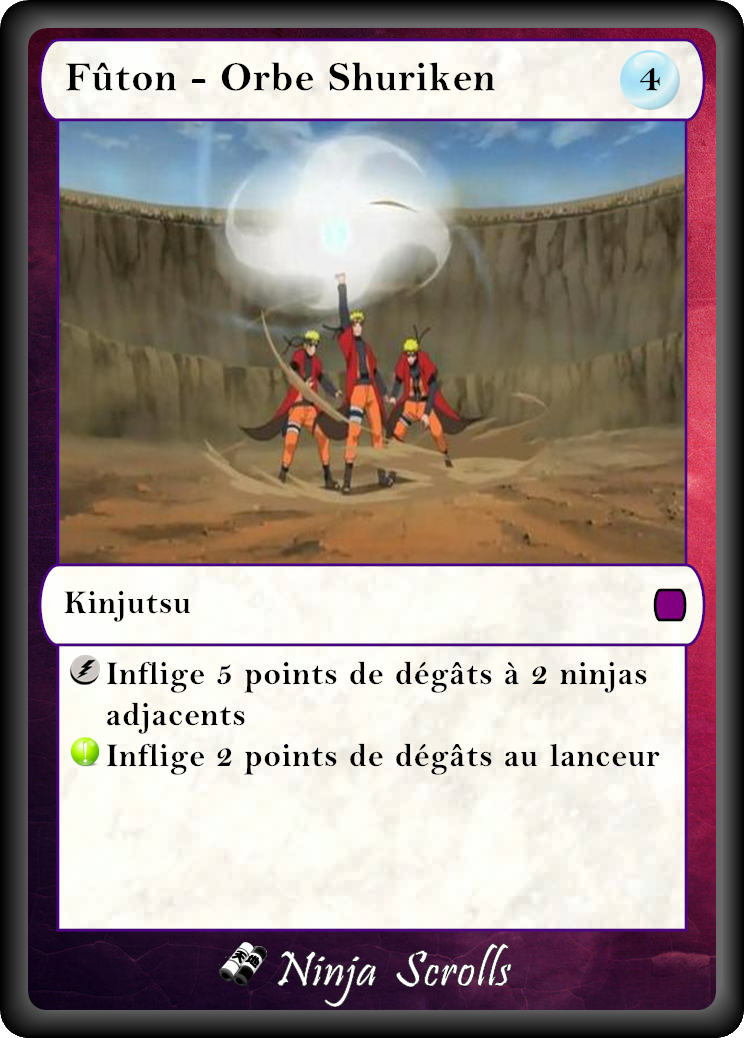 Fûton - Orbe Shuriken
4
Kinjutsu
Inflige 5 points de dégâts à 2 ninjas
adjacents
! Inflige 2 points de dégâts au lanceur
Ninja Scrolls